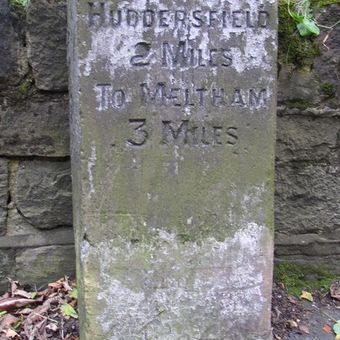 HUDDERSFIELD
2 MILES
TO MELTHAM
3 MILES